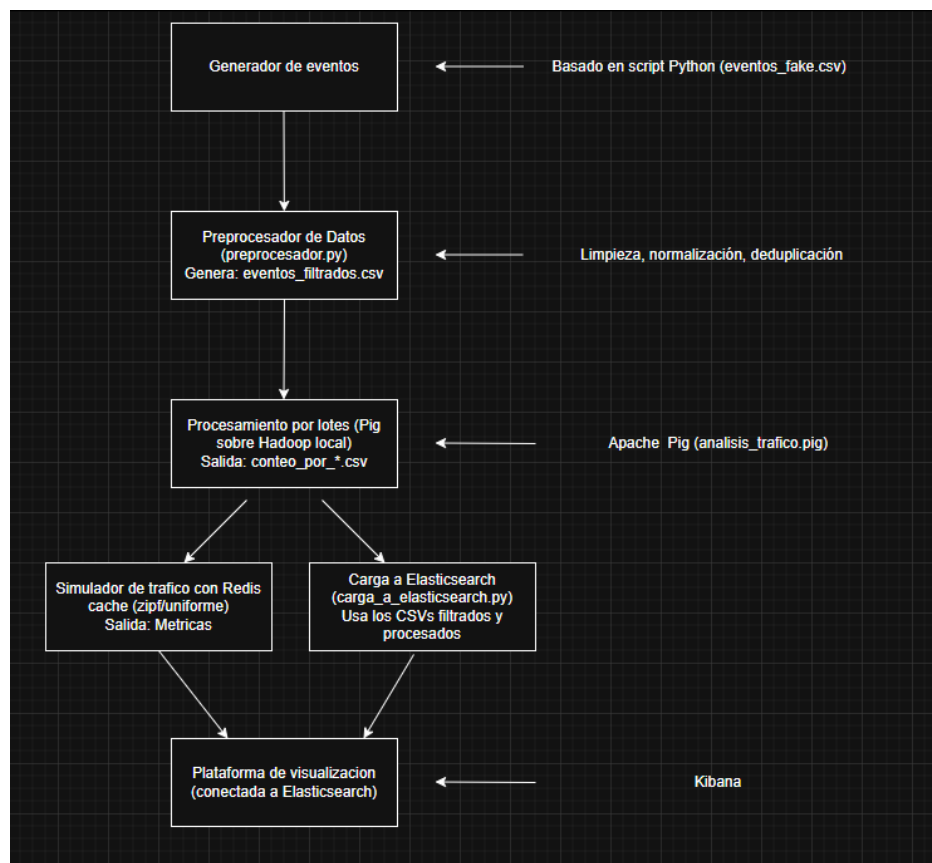 Generador de eventos
Basado en script Python (eventos_fake.csv)
Preprocesador de Datos
(preprocesador.py)
Genera: eventos_filtrados.csv
Limpieza, normalización, deduplicación
Procesamiento por lotes (Pig
sobre Hadoop local)
Salida: conteo_por_*.csv
Apache Pig (analisis_trafico.pig)
Simulador de trafico con Redis
cache (zipf/uniforme)
Salida: Metricas
Carga a Elasticsearch
(carga_a_elasticsearch.py)
Usa los CSVs filtrados y
procesados
Plataforma de visualizacion
(conectada a Elasticsearch)
Kibana